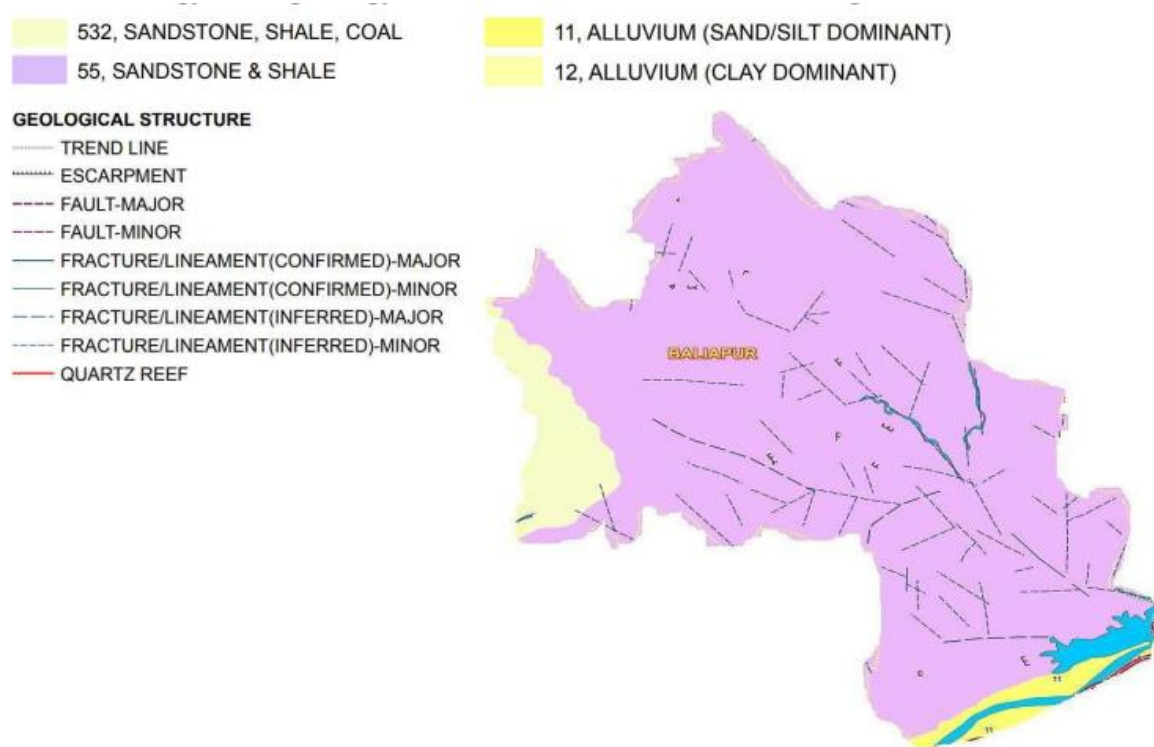 532, SANDSTONE, SHALE, COAL
55, SANDSTONE & SHALE
11, ALLUVIUM (SAND/SILT DOMINANT)
12, ALLUVIUM (CLAY DOMINANT)
GEOLOGICAL STRUCTURE
TREND LINE
ESCARPMENT
FAULT-MAJOR
FAULT-MINOR
FRACTURE/LINEAMENT(CONFIRMED)-MAJOR
FRACTURE/LINEAMENT(CONFIRMED)-MINOR
FRACTURE/LINEAMENT(INFERRED)-MAJOR
FRACTURE/LINEAMENT(INFERRED)-MINOR
QUARTZ REEF
BALIAPUR
11
11